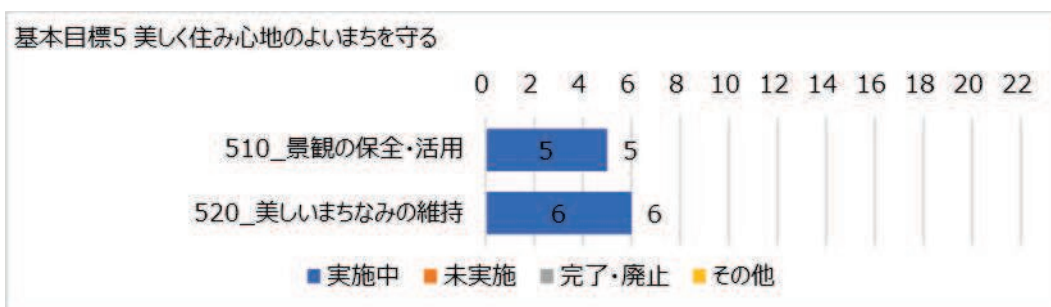 基本目標5 美しく住み心地のよいまちを守る
0 2 4 6 8 10 12 14 16 18 20 22
510_景観の保全・活用 5 5
520_美しいまちなみの維持 6 6
■実施中 ■未実施 ■完了・廃止 ■その他